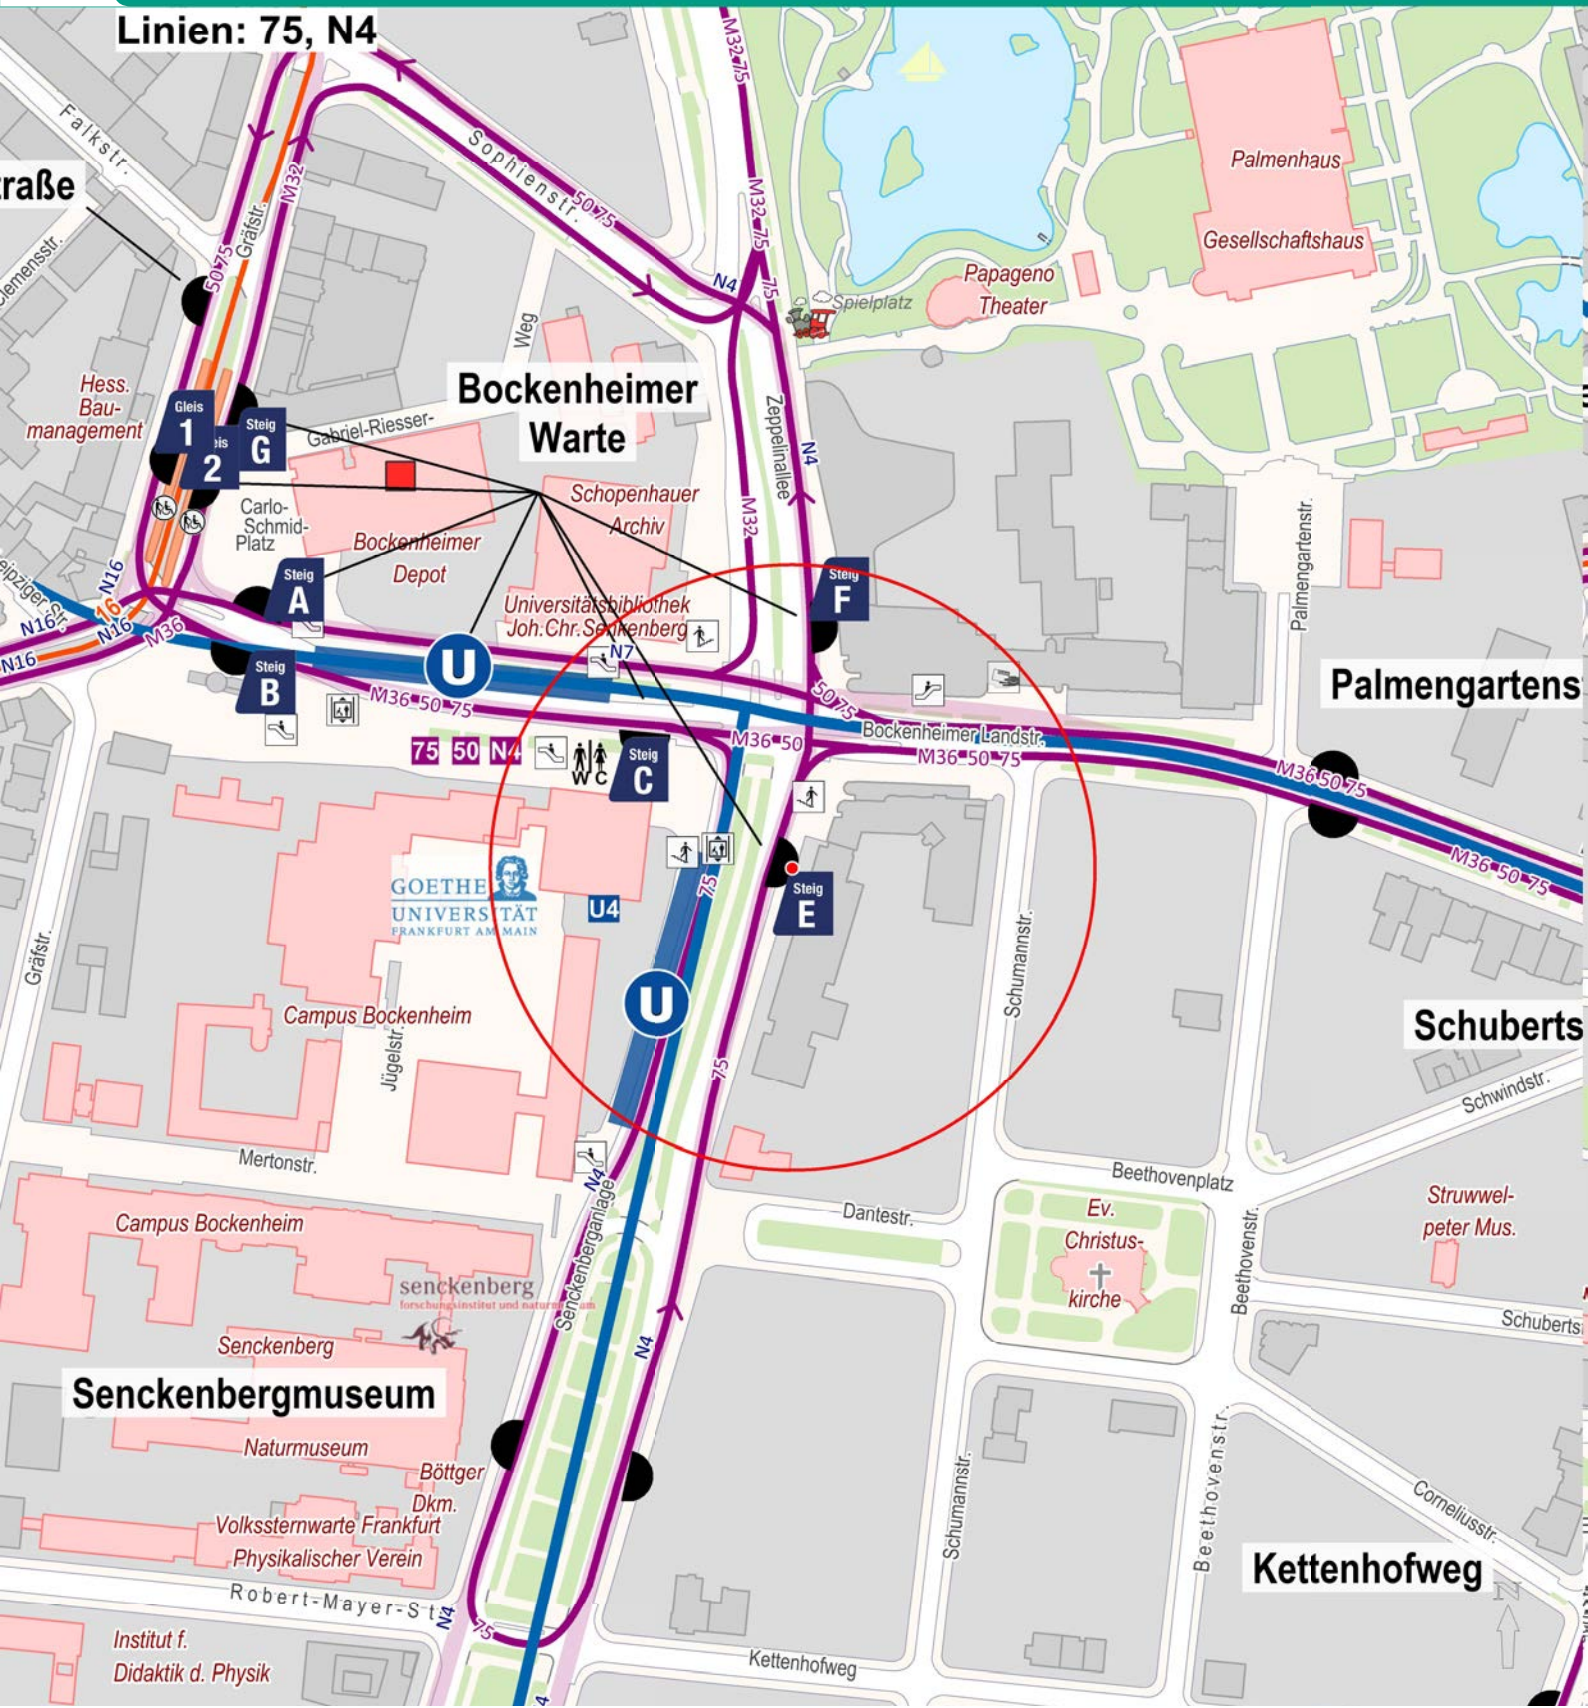 Linien: 75, N4
M32 75
Falkstr.
Sophienstr.
50 75
M32
traße
Gräfstr.
50 75
Clemensstr.
M32 75
N4
75
Spielplatz
Papageno
Theater
Palmenhaus
Gesellschaftshaus
Weg
Hess.
Bau-
management
Gleis
1
2
Steig
G
Gabriel-Riesser-
Bockenheimer
Warte
Zeppelinallee
N4
M32
Schopenhauer
Archiv
Carlo-
Schmid-
Platz
Bockenheimer
Depot
Palmengartenstr.
Steig
A
Steig
F
Universitätsbibliothek
Joh.Chr.Senkenberg
N7
Leipziger Str.
N16
16
N16
N16
M36
N16
U
Steig
B
M36 50 75
50 75
Palmengartens
75 50 N4
WC
Steig
C
M36 50
Bockenheimer Landstr.
M36 50 75
M36 50 75
M36 50 75
GOETHE
UNIVERSITÄT
FRANKFURT AM MAIN
U4
75
Steig
E
Gräfstr.
Schumannstr.
U
Campus Bockenheim
Jügelstr.
75
Schuberts
Schwindstr.
Mertonstr.
N4
Beethovenplatz
Campus Bockenheim
Senckenberganlage
Dantestr.
Ev.
Christus-
kirche
Beethovenstr.
Struwwel-
peter Mus.
senckenberg
forschungsinstitut und naturmuseum
Senckenberg
N4
Schuberts
Senckenbergmuseum
Naturmuseum
Böttger
Dkm.
Volkssternwarte Frankfurt
Physikalischer Verein
Schumannstr.
Beethovenstr.
Corneliusstr.
Kettenhofweg
N
Robert-Mayer-St
N4
75
Institut f.
Didaktik d. Physik
Kettenhofweg
4